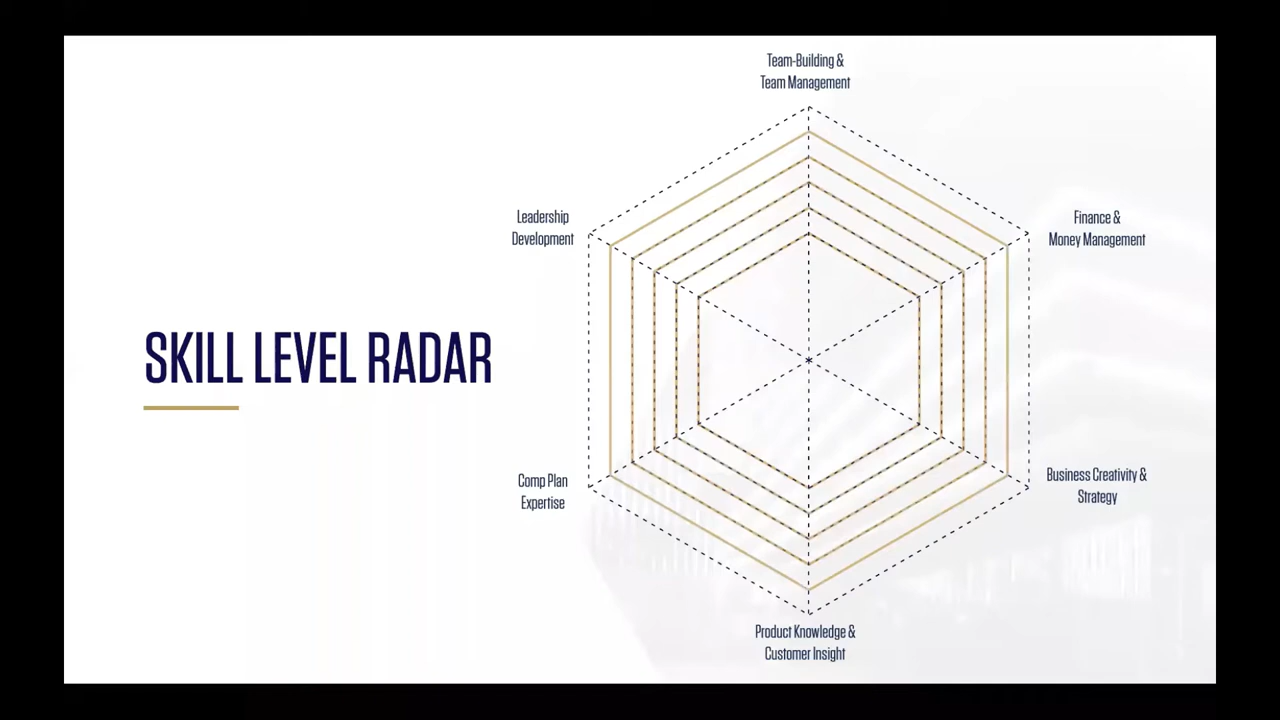 SKILL LEVEL RADAR
Team-Building &
Team Management
Finance &
Money Management
Business Creativity &
Strategy
Product Knowledge &
Customer Insight
Comp Plan
Expertise
Leadership
Development